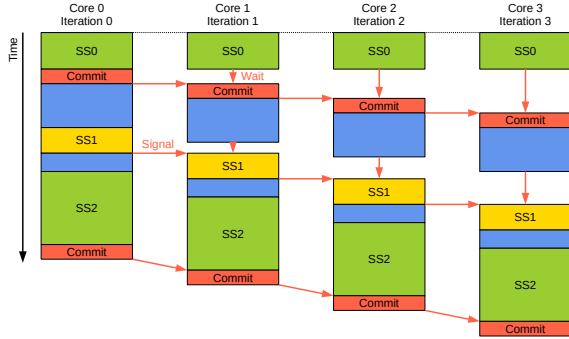 Core 0
Iteration 0
Core 1
Iteration 1
Core 2
Iteration 2
Core 3
Iteration 3
Time
SS0
SS0
SS0
SS0
Commit
Wait
Commit
Commit
Commit
SS1
Signal
SS1
SS1
SS1
SS2
SS2
SS2
SS2
Commit
Commit
Commit
Commit